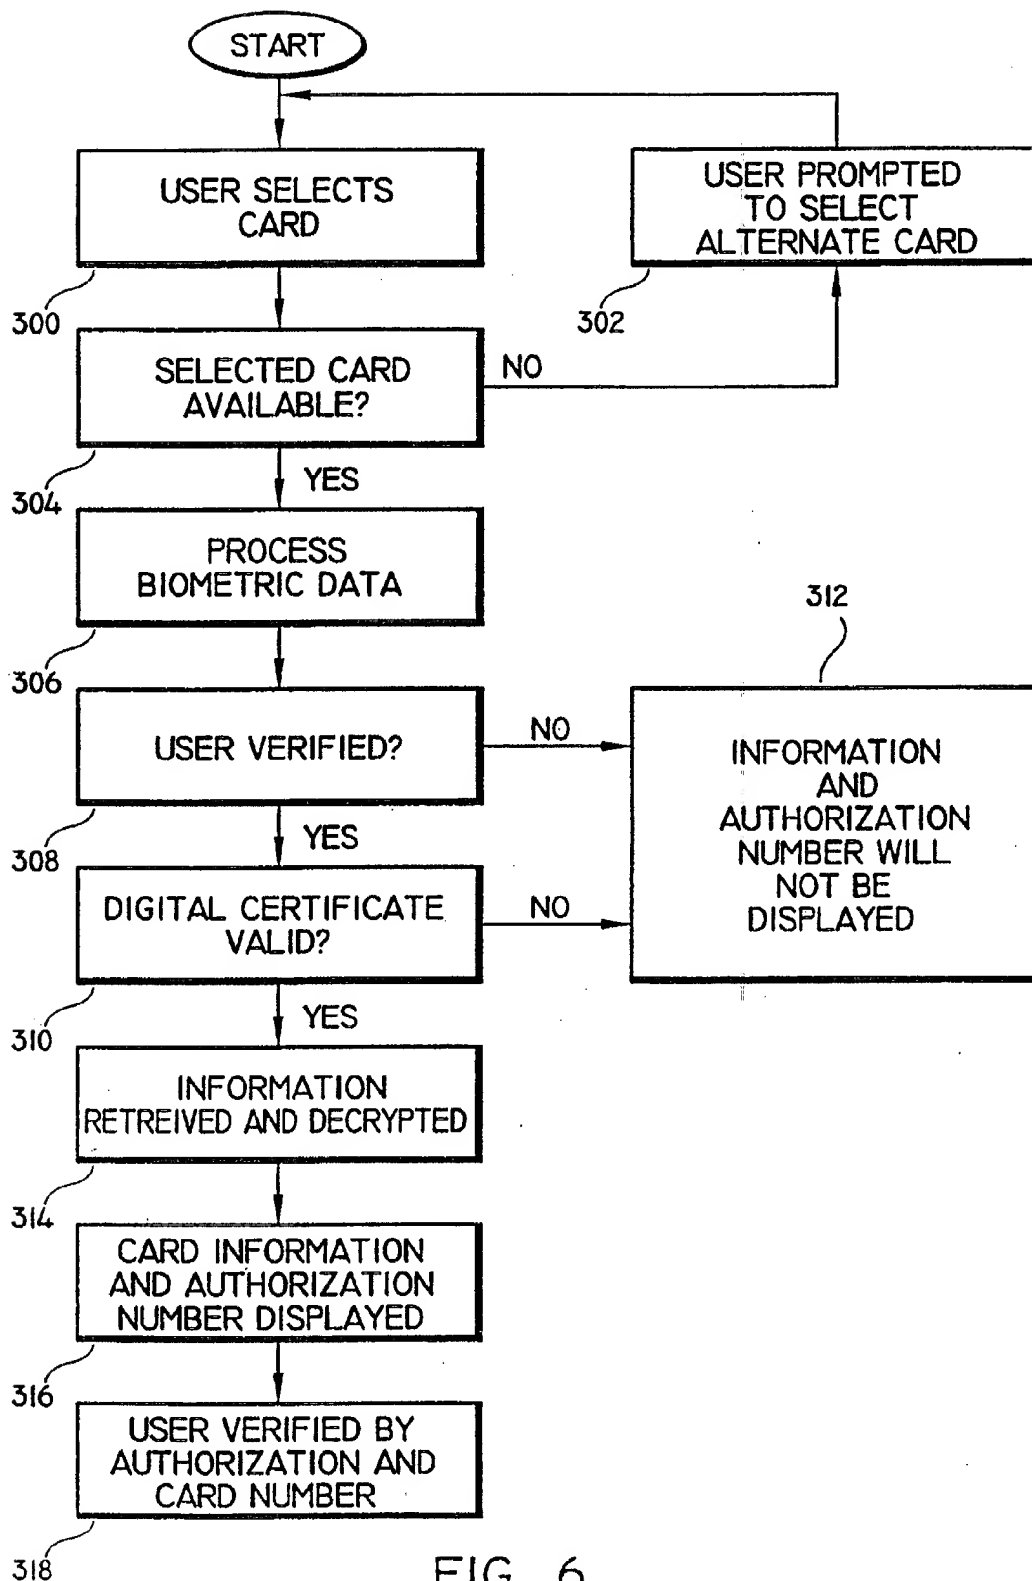 START
USER SELECTS
CARD
300
USER PROMPTED
TO SELECT
ALTERNATE CARD
302
SELECTED CARD
AVAILABLE?
NO
304
YES
PROCESS
BIOMETRIC DATA
306
312
USER VERIFIED?
NO
INFORMATION
AND
AUTHORIZATION
NUMBER WILL
NOT BE
DISPLAYED
308
YES
DIGITAL CERTIFICATE
VALID?
NO
310
YES
INFORMATION
RETREIVED AND DECRYPTED
314
CARD INFORMATION
AND AUTHORIZATION
NUMBER DISPLAYED
316
USER VERIFIED BY
AUTHORIZATION AND
CARD NUMBER
318
FIG. 6